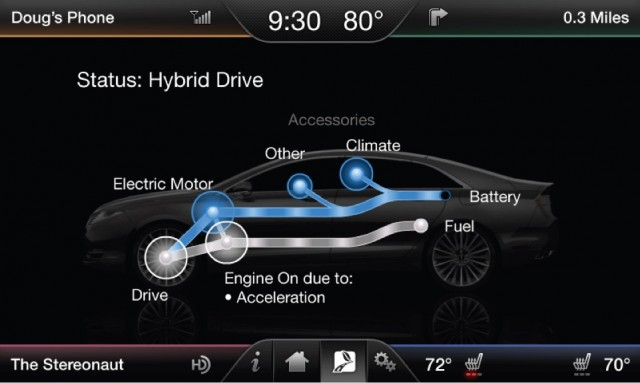 Doug's Phone
9:30 80°
0.3 Miles
Status: Hybrid Drive
Accessories
Other
Climate
Electric Motor
Battery
Fuel
Drive
Engine On due to:
• Acceleration
The Stereonaut
HD
i
72°
70°